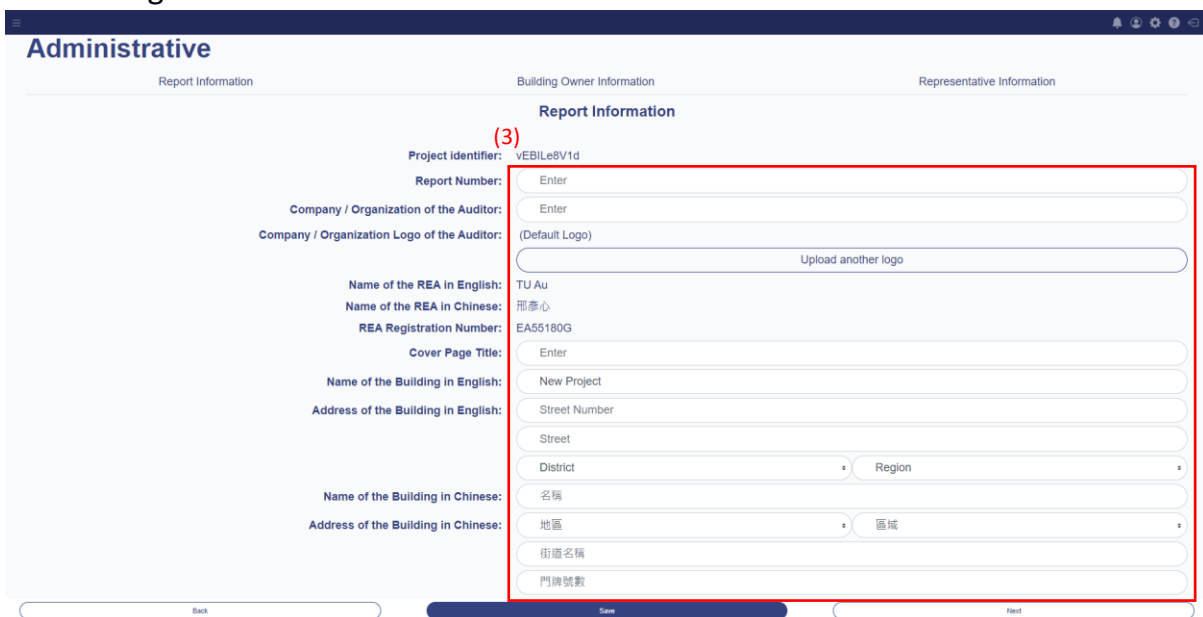 Administrative
Report Information Building Owner Information Representative Information
Report Information
(3)
Project identifier: vEBILe8V1d
Report Number: Enter
Company / Organization of the Auditor: Enter
Company / Organization Logo of the Auditor: (Default Logo)
Upload another logo
Name of the REA in English: TU Au
Name of the REA in Chinese: 邢彥心
REA Registration Number: EA55180G
Cover Page Title: Enter
Name of the Building in English: New Project
Address of the Building in English: Street Number
Street
District Region
Name of the Building in Chinese: 名稱
Address of the Building in Chinese: 地區 區域
街道名稱
門牌號數
Back Save Next